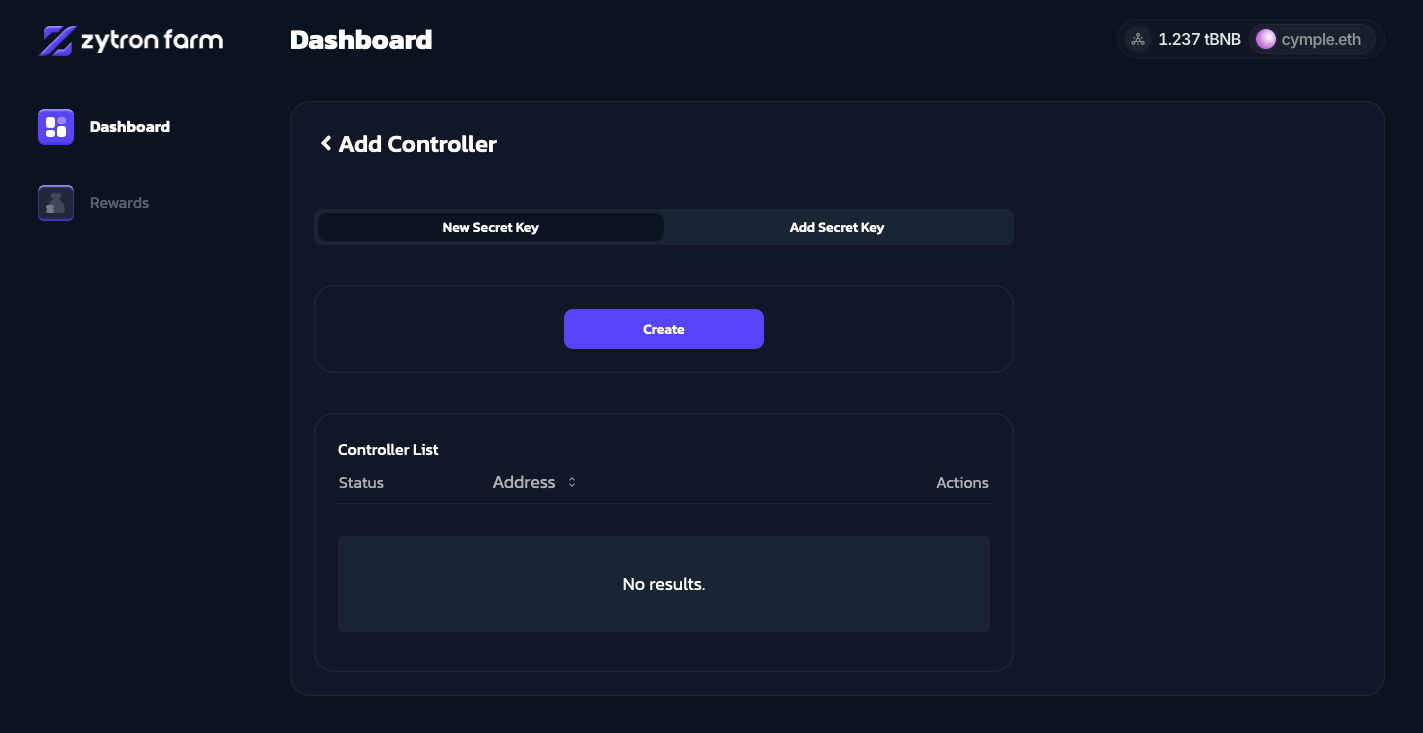 zytron farm
Dashboard
1.237 tBNB
cymple.eth
Dashboard
Rewards
Add Controller
New Secret Key
Add Secret Key
Create
Controller List
Status
Address
Actions
No results.